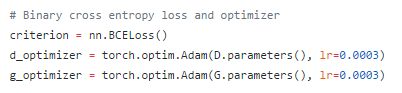 # Binary cross entropy loss and optimizer
criterion = nn.BCELoss()
d_optimizer = torch.optim.Adam(D.parameters(), lr=0.0003)
g_optimizer = torch.optim.Adam(G.parameters(), lr=0.0003)